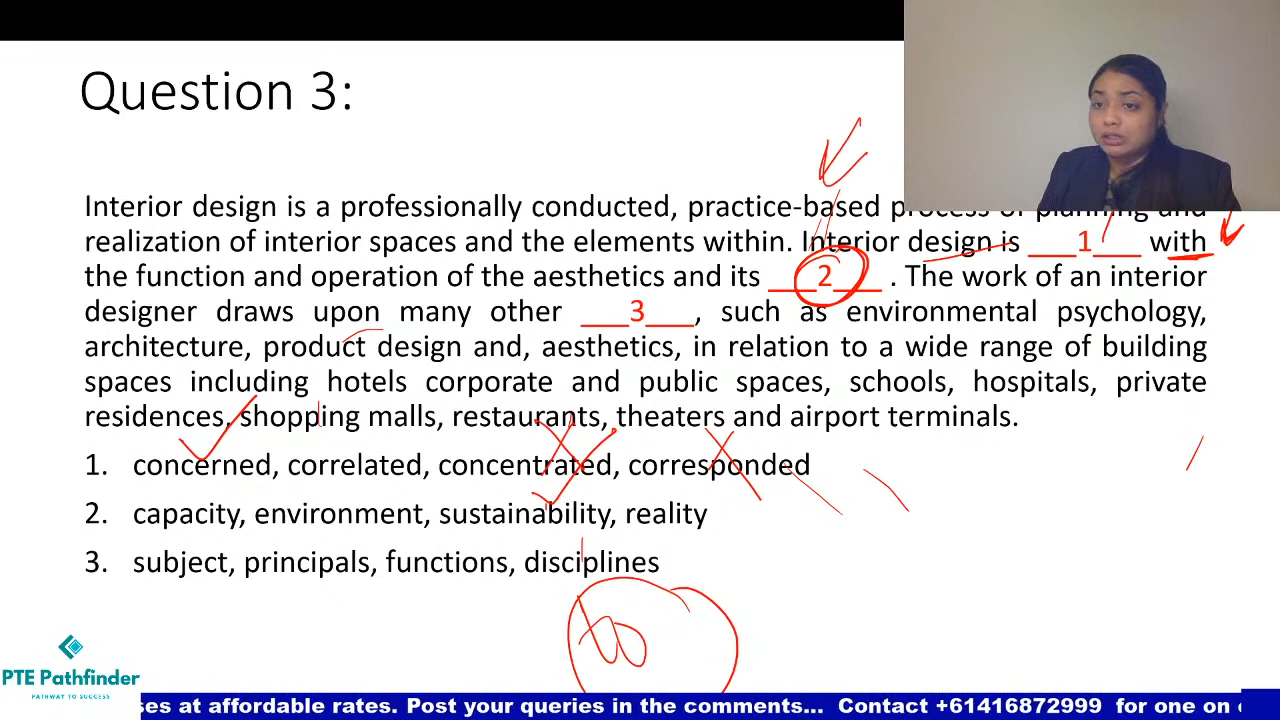 Question 3:
Interior design is a professionally conducted, practice-based process of planning and
realization of interior spaces and the elements within. Interior design is ___1___ with
the function and operation of the aesthetics and its ___2___ . The work of an interior
designer draws upon many other ___3___, such as environmental psychology,
architecture, product design and, aesthetics, in relation to a wide range of building
spaces including hotels corporate and public spaces, schools, hospitals, private
residences, shopping malls, restaurants, theaters and airport terminals.
1. concerned, correlated, concentrated, corresponded
2. capacity, environment, sustainability, reality
3. subject, principals, functions, disciplines
to
PTE Pathfinder
PATHWAY TO SUCCESS
ses at affordable rates. Post your queries in the comments... Contact +61416872999 for one on